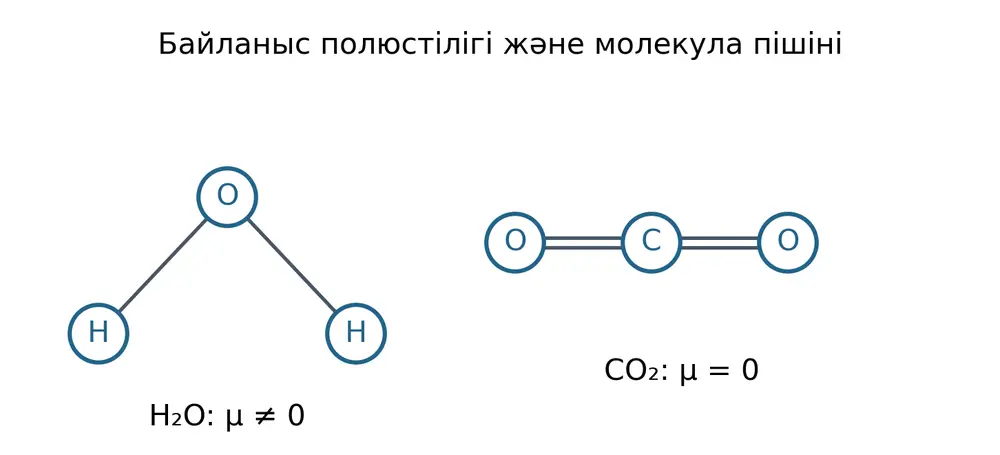 Байланыс полюстілігі және молекула пішіні
O
H H
H₂O: μ ≠ 0
O C O
CO₂: μ = 0